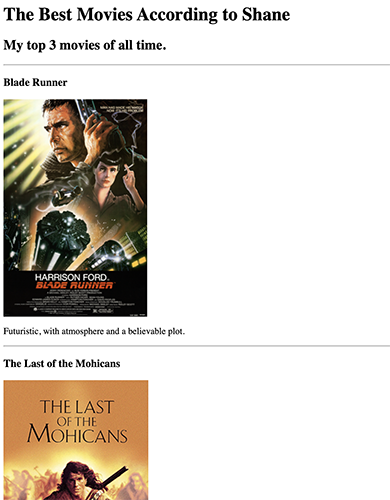 The Best Movies According to Shane
My top 3 movies of all time.
Blade Runner
HARRISON FORD
BLADE RUNNER
Futuristic, with atmosphere and a believable plot.
The Last of the Mohicans
THE LAST
OF THE
MOHICANS